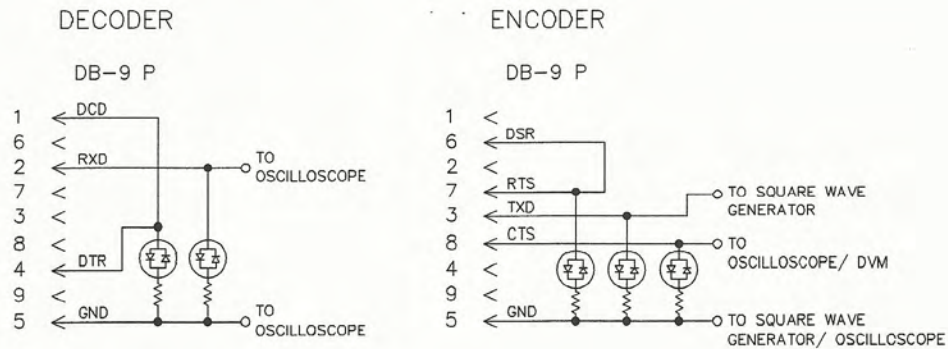 DECODER
DB-9 P
1 DCD
6
2 RXD TO
OSCILLOSCOPE
7
3
8
4 DTR
9
5 GND TO
OSCILLOSCOPE
ENCODER
DB-9 P
1
6 DSR
2
7 RTS
TO SQUARE WAVE
GENERATOR
3 TXD
8 CTS TO
OSCILLOSCOPE/ DVM
4
9
5 GND TO SQUARE WAVE
GENERATOR/ OSCILLOSCOPE